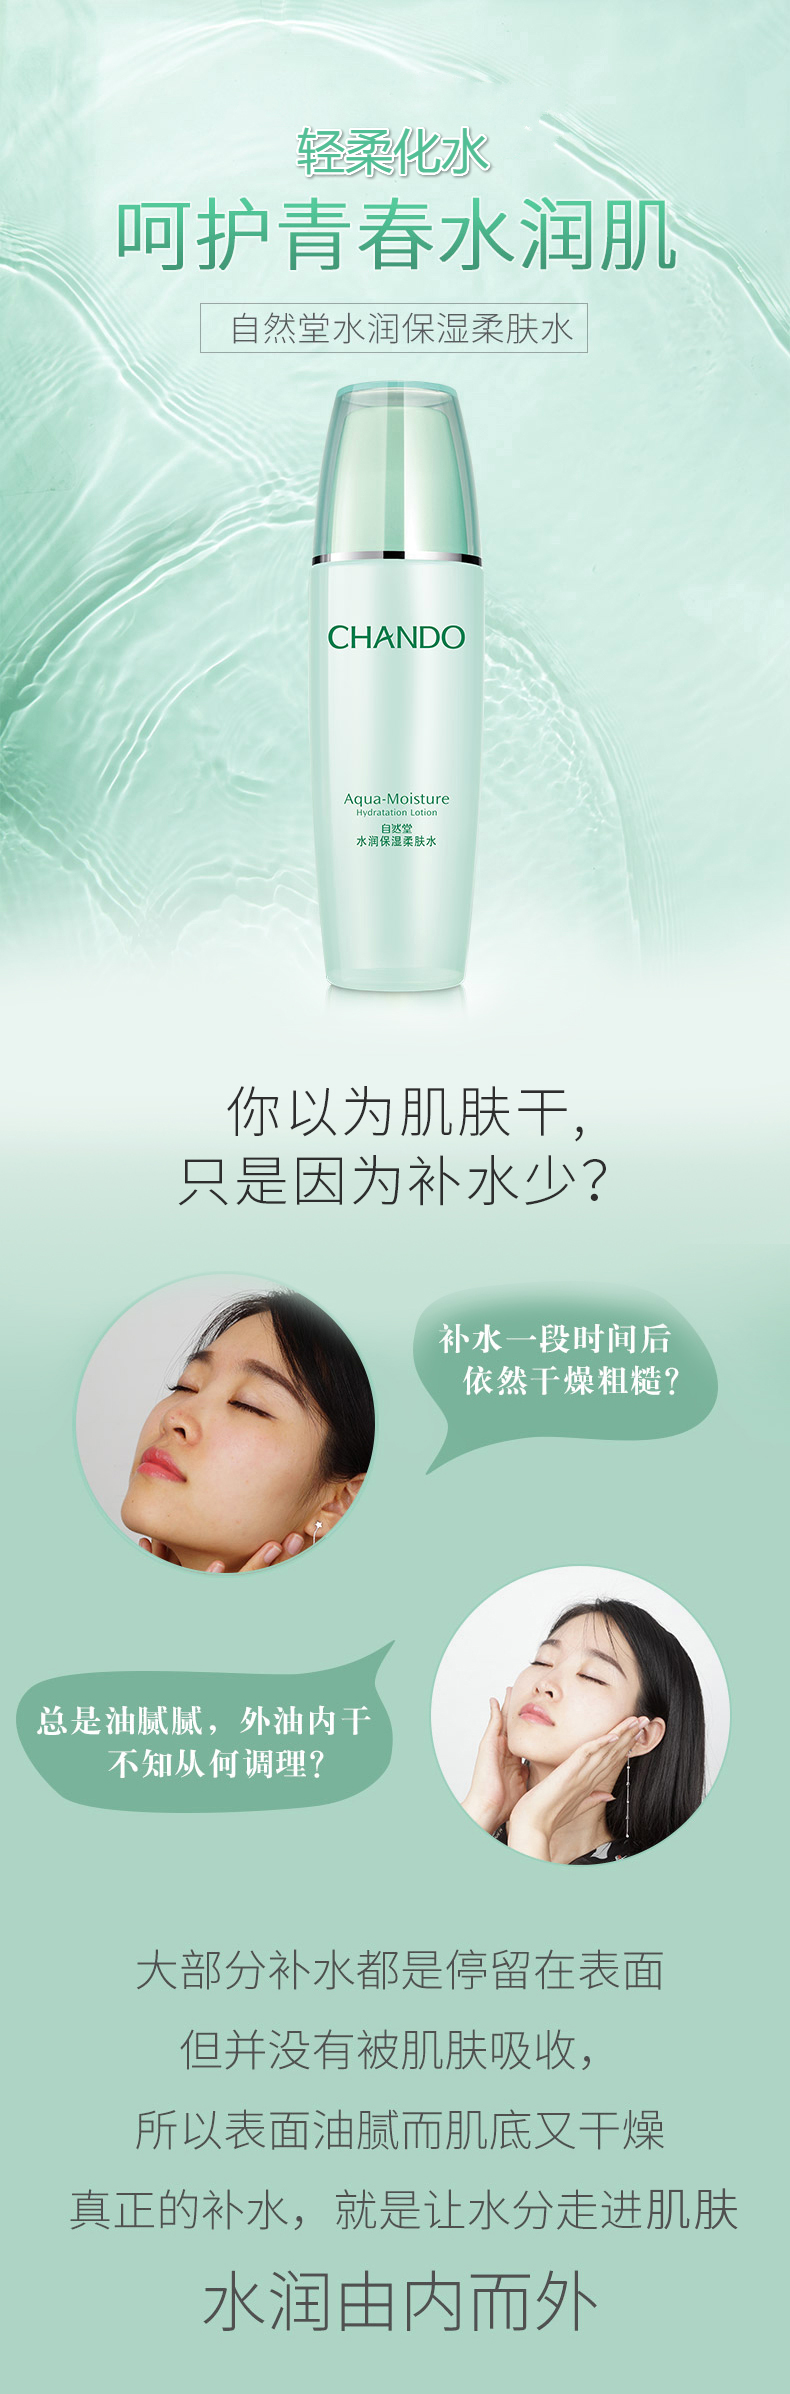 轻柔化水
呵护青春水润肌
自然堂水润保湿柔肤水
CHANDO
Aqua-Moisture
Hydratation Lotion
自然堂
水润保湿柔肤水
你以为肌肤干,
只是因为补水少?
补水一段时间后
依然干燥粗糙?
总是油腻腻，外油内干
不知从何调理?
大部分补水都是停留在表面
但并没有被肌肤吸收，
所以表面油腻而肌底又干燥
真正的补水，就是让水分走进肌肤
水润由内而外